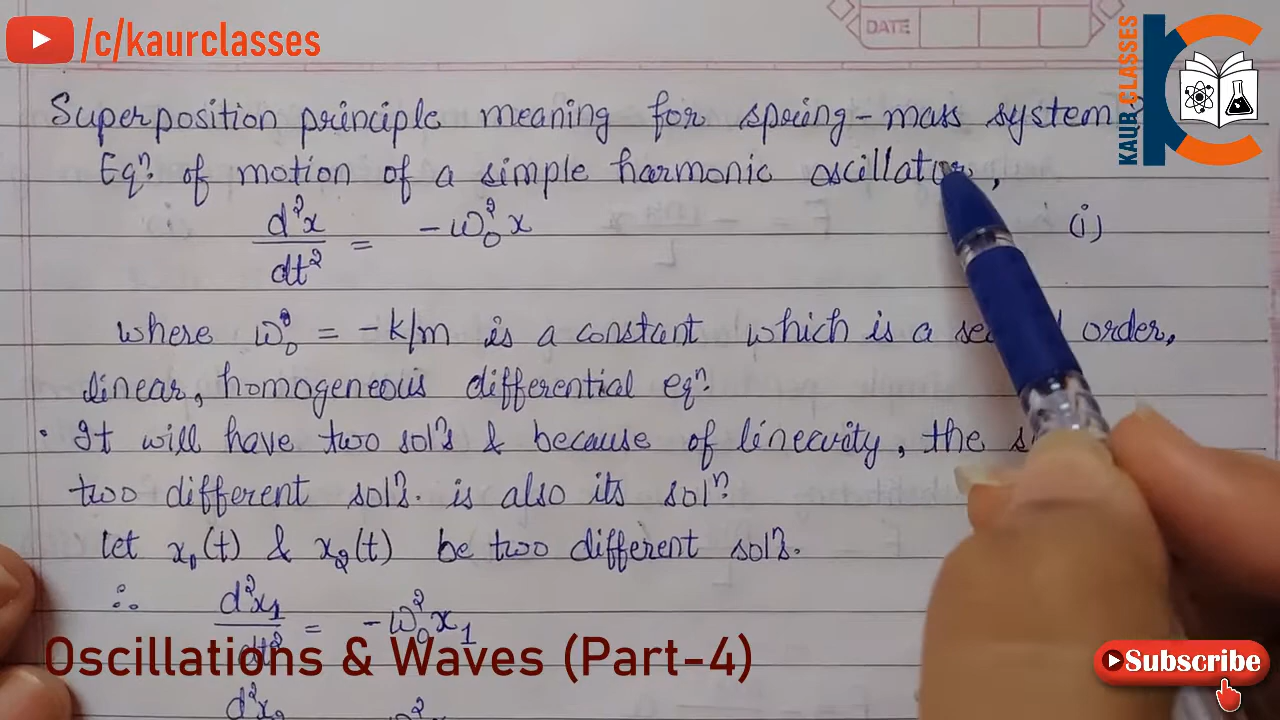 /c/kaurclasses
DATE
KAUR CLASSES
Superposition principle meaning for spring-mass system:
Eqⁿ of motion of a simple harmonic oscillator,
d²x/dt² = -ω₀²x (i)
where ω₀² = -k/m is a constant which is a order,
linear, homogeneous differential eqⁿ.
• It will have two solⁿs & because of linearity, the
two different solⁿs. is also its solⁿ.
Let x₁(t) & x₂(t) be two different solⁿs.
∴ d²x₁/dt² = -ω₀²x₁
Oscillations & Waves (Part-4)
Subscribe
d²x₂